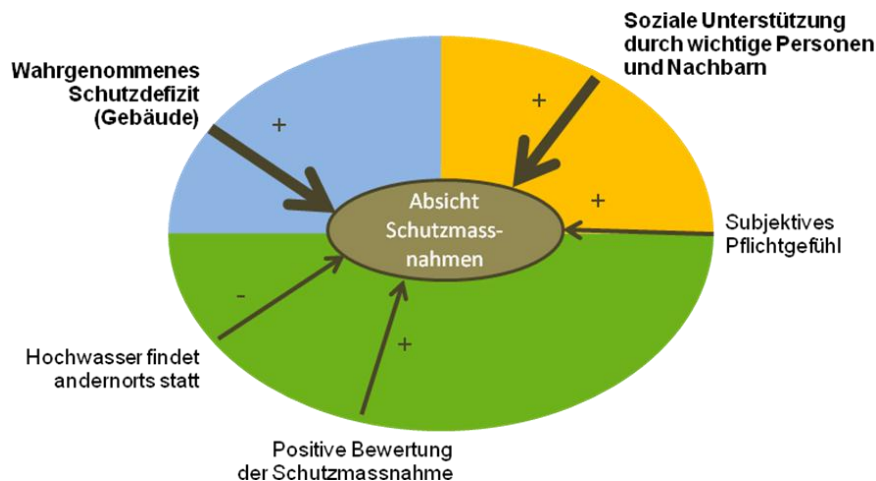 Soziale Unterstützung
durch wichtige Personen
und Nachbarn
Wahrgenommenes
Schutzdefizit
(Gebäude)
+
+
Absicht
Schutzmass-
nahmen
+
Subjektives
Pflichtgefühl
-
Hochwasser findet
andernorts statt
+
Positive Bewertung
der Schutzmassnahme